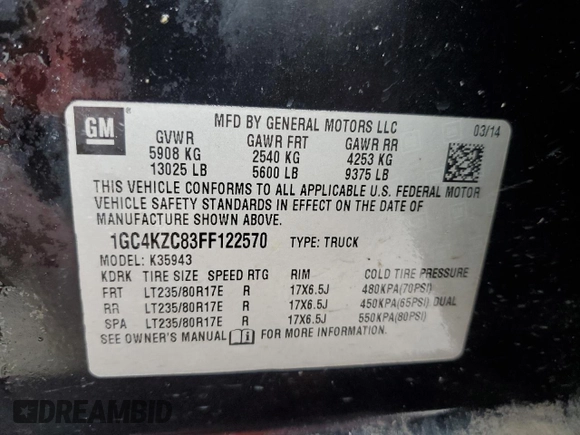 GM
MFD BY GENERAL MOTORS LLC 03/14
GVWR GAWR FRT GAWR RR
5908 KG 2540 KG 4253 KG
13025 LB 5600 LB 9375 LB
THIS VEHICLE CONFORMS TO ALL APPLICABLE U.S. FEDERAL MOTOR
VEHICLE SAFETY STANDARDS IN EFFECT ON THE DATE OF
MANUFACTURE SHOWN ABOVE.
1GC4KZC83FF122570 TYPE: TRUCK
MODEL: K35943
KDRK TIRE SIZE SPEED RTG RIM COLD TIRE PRESSURE
FRT LT235/80R17E R 17X6.5J 480KPA(70PSI)
RR LT235/80R17E R 17X6.5J 450KPA(65PSI) DUAL
SPA LT235/80R17E R 17X6.5J 550KPA(80PSI)
SEE OWNER'S MANUAL FOR MORE INFORMATION.
DREAMBID